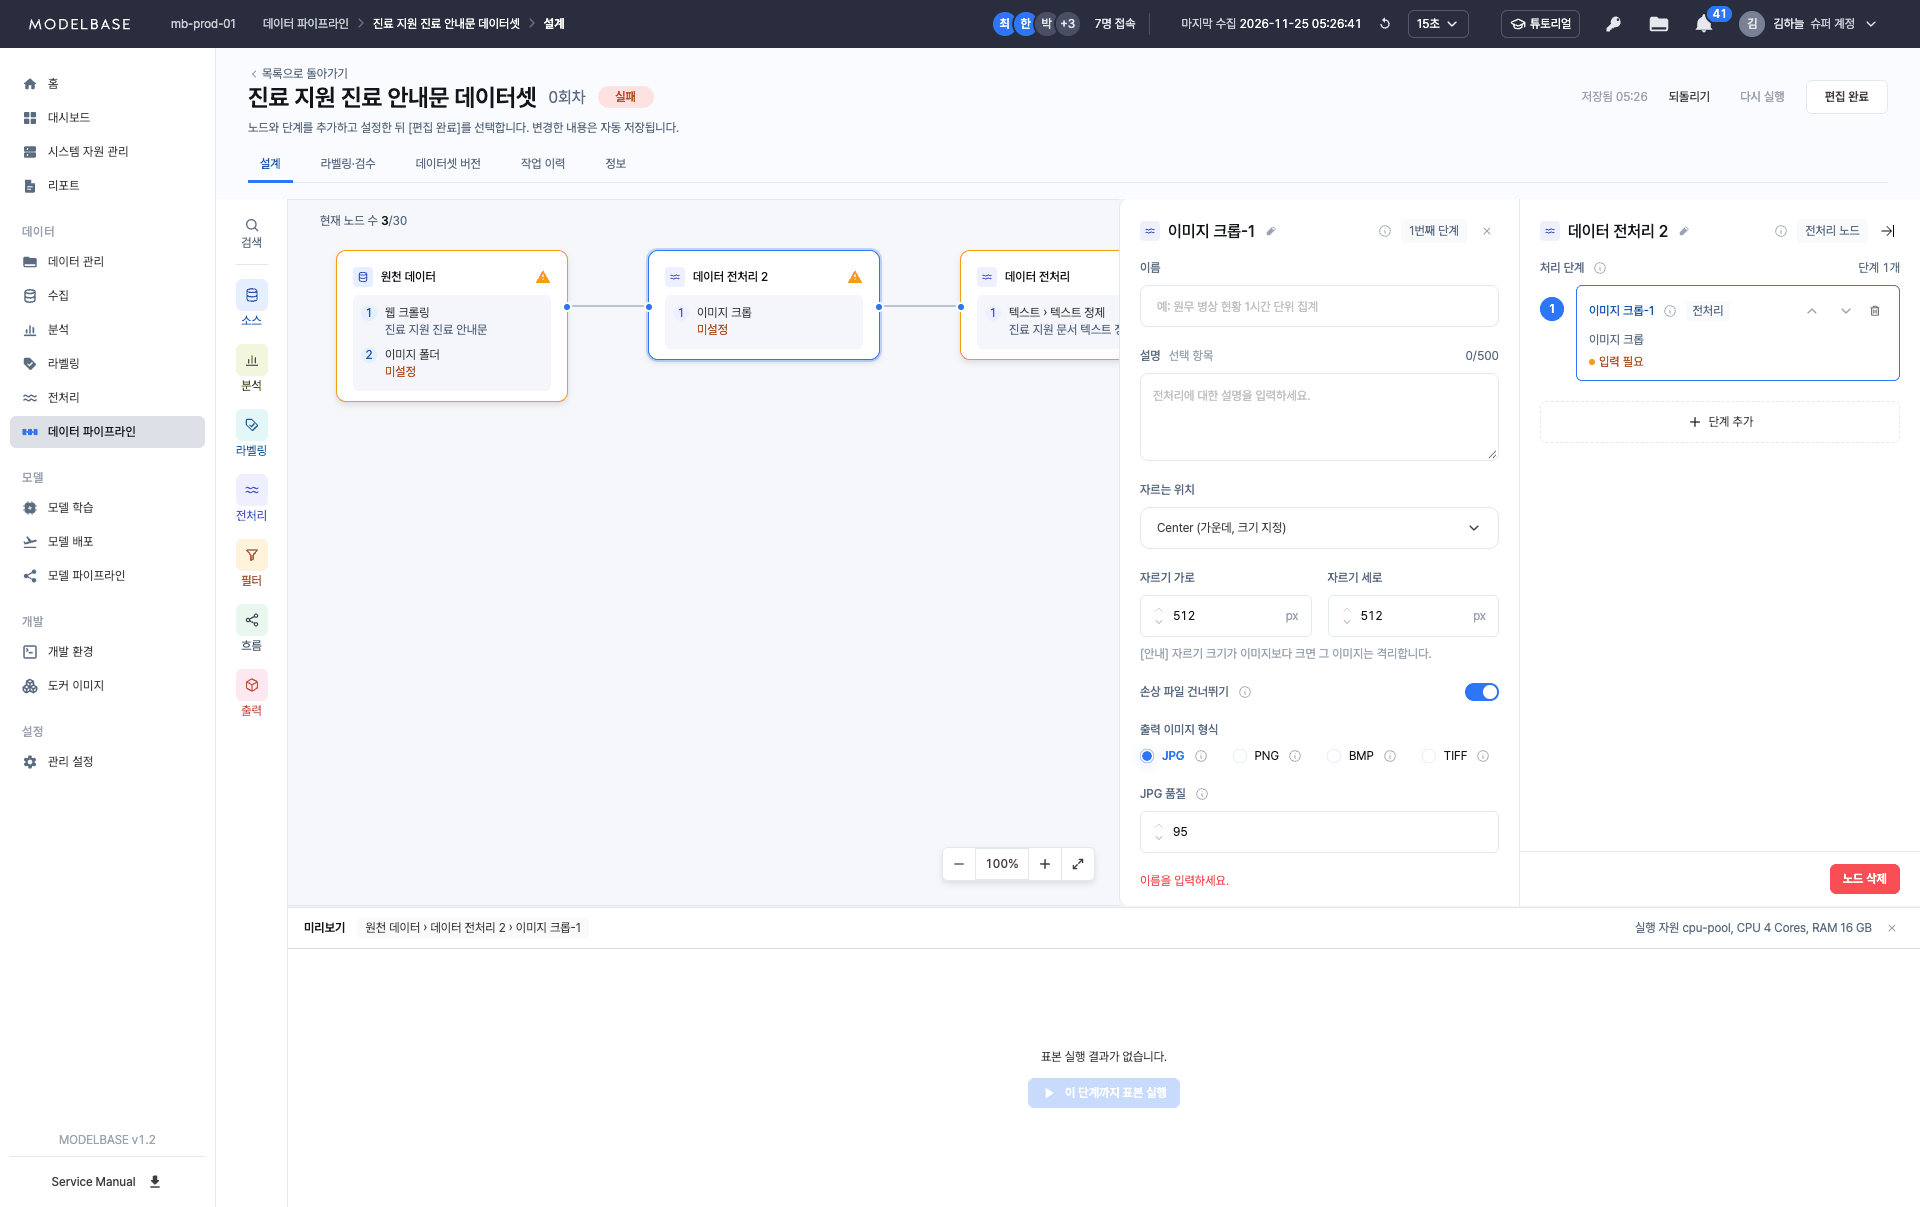 MODELBASE
mb-prod-01
데이터 파이프라인 > 진료 지원 진료 안내문 데이터셋 > 설계
최 한 박 +3 7명 접속
마지막 수집 2026-11-25 05:26:41
15초
튜토리얼
41
김 김하늘 슈퍼 계정
홈
대시보드
시스템 자원 관리
리포트
데이터
데이터 관리
수집
분석
라벨링
전처리
데이터 파이프라인
모델
모델 학습
모델 배포
모델 파이프라인
개발
개발 환경
도커 이미지
설정
관리 설정
MODELBASE v1.2
Service Manual
목록으로 돌아가기
진료 지원 진료 안내문 데이터셋 0회차 실패
노드와 단계를 추가하고 설정한 뒤 [편집 완료]를 선택합니다. 변경한 내용은 자동 저장됩니다.
저장됨 05:26 되돌리기 다시 실행 편집 완료
설계 라벨링·검수 데이터셋 버전 작업 이력 정보
검색
소스
분석
라벨링
전처리
필터
흐름
출력
현재 노드 수 3/30
원천 데이터
1 웹 크롤링
진료 지원 진료 안내문
2 이미지 폴더
미설정
데이터 전처리 2
1 이미지 크롭
미설정
데이터 전처리
1 텍스트 › 텍스트 정제
진료 지원 문서 텍스트 정
100%
이미지 크롭-1
1번째 단계
이름
예: 원무 병상 현황 1시간 단위 집계
설명 선택 항목 0/500
전처리에 대한 설명을 입력하세요.
자르는 위치
Center (가운데, 크기 지정)
자르기 가로 자르기 세로
512 px 512 px
[안내] 자르기 크기가 이미지보다 크면 그 이미지는 격리합니다.
손상 파일 건너뛰기
출력 이미지 형식
JPG PNG BMP TIFF
JPG 품질
95
이름을 입력하세요.
데이터 전처리 2
전처리 노드
처리 단계 단계 1개
1 이미지 크롭-1 전처리
이미지 크롭
입력 필요
단계 추가
노드 삭제
미리보기 원천 데이터 › 데이터 전처리 2 › 이미지 크롭-1
실행 자원 cpu-pool, CPU 4 Cores, RAM 16 GB
표본 실행 결과가 없습니다.
이 단계까지 표본 실행